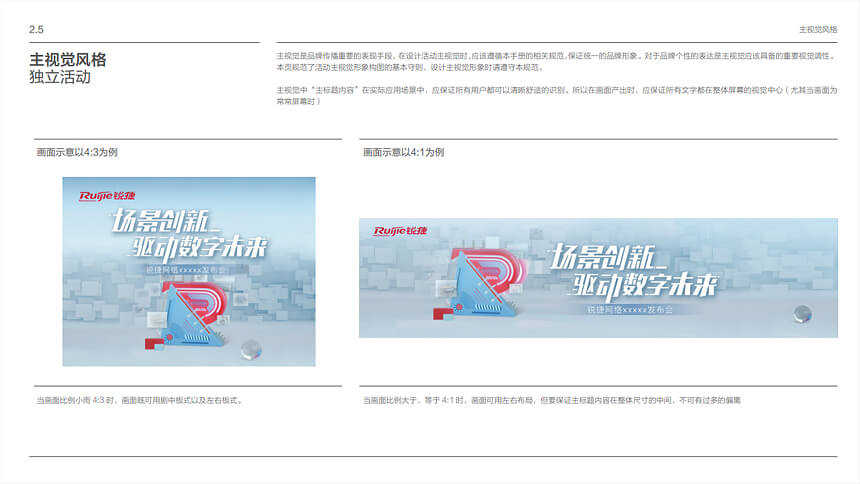 2.5
主视觉风格
主视觉风格
独立活动
主视觉是品牌传播重要的表现手段，在设计活动主视觉时，应该遵循本手册的相关规范，保证统一的品牌形象。对于品牌个性的表达是主视觉应该具备的重要视觉调性。
本页规范了活动主视觉形象构图的基本守则，设计主视觉形象时请遵守本规范。
主视觉中“主标题内容”在实际应用场景中，应保证所有用户都可以清晰舒适的识别。所以在画面产出时，应保证所有文字都在整体屏幕的视觉中心（尤其当画面为
常常屏幕时）
画面示意以4:3为例
Ruijie锐捷
场景创新_
驱动数字未来
锐捷网络xxxxx发布会
当画面比例小雨 4:3 时，画面既可用剧中板式以及左右板式。
画面示意以4:1为例
Ruijie锐捷
场景创新_
驱动数字未来
锐捷网络xxxxx发布会
当画面比例大于、等于 4:1 时，画面可用左右布局，但要保证主标题内容在整体尺寸的中间，不可有过多的偏离